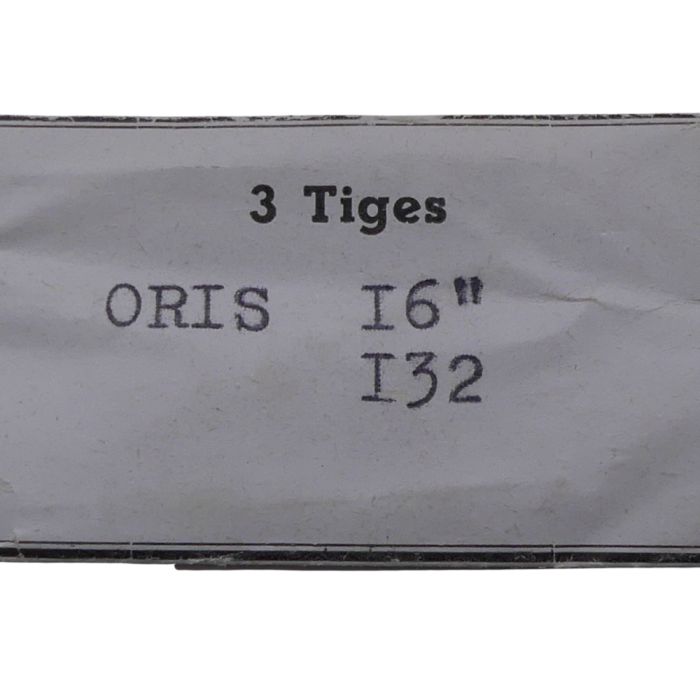 3 Tiges
ORIS I6"
I32